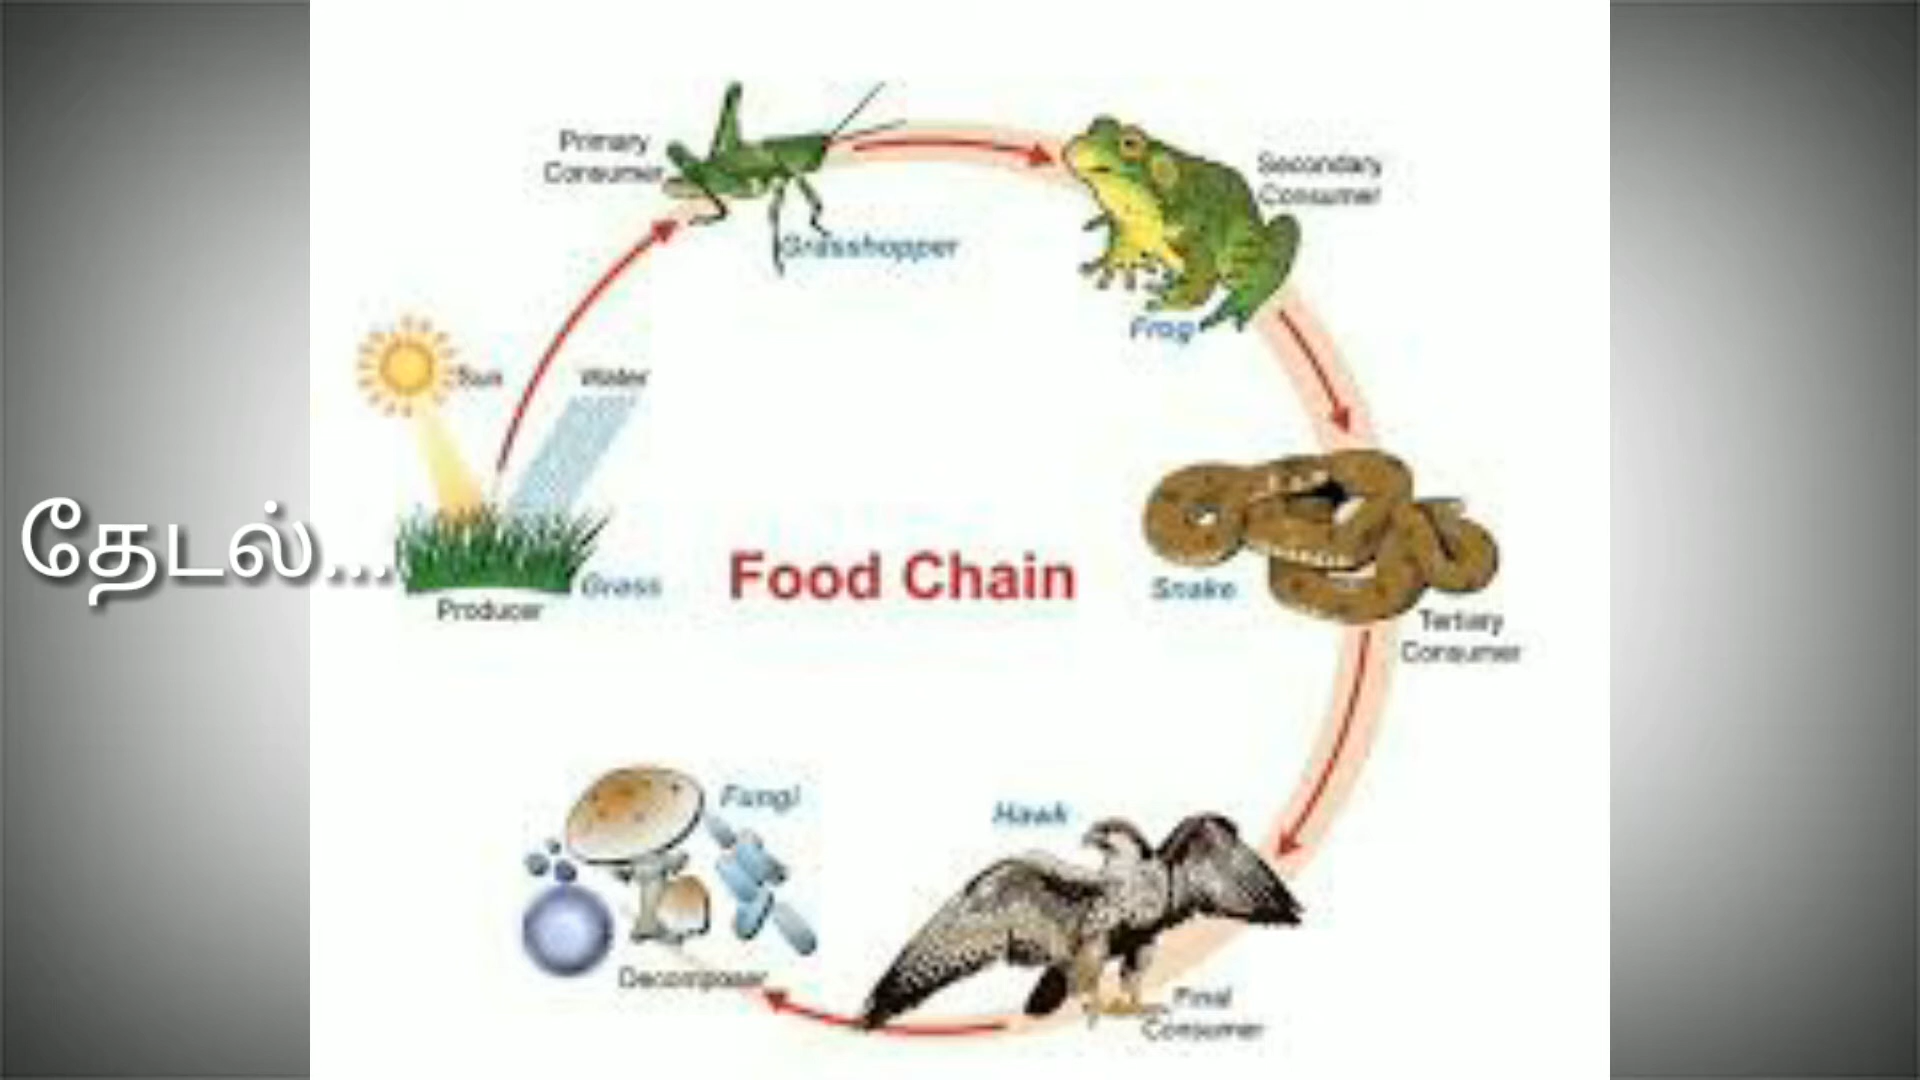 Primary
Consumer
Grasshopper
Secondary
Consumer
Frog
Sun
Water
தேடல்...
Grass
Producer
Food Chain
Snake
Tertiary
Consumer
Fungi
Hawk
Decomposer
Final
Consumer